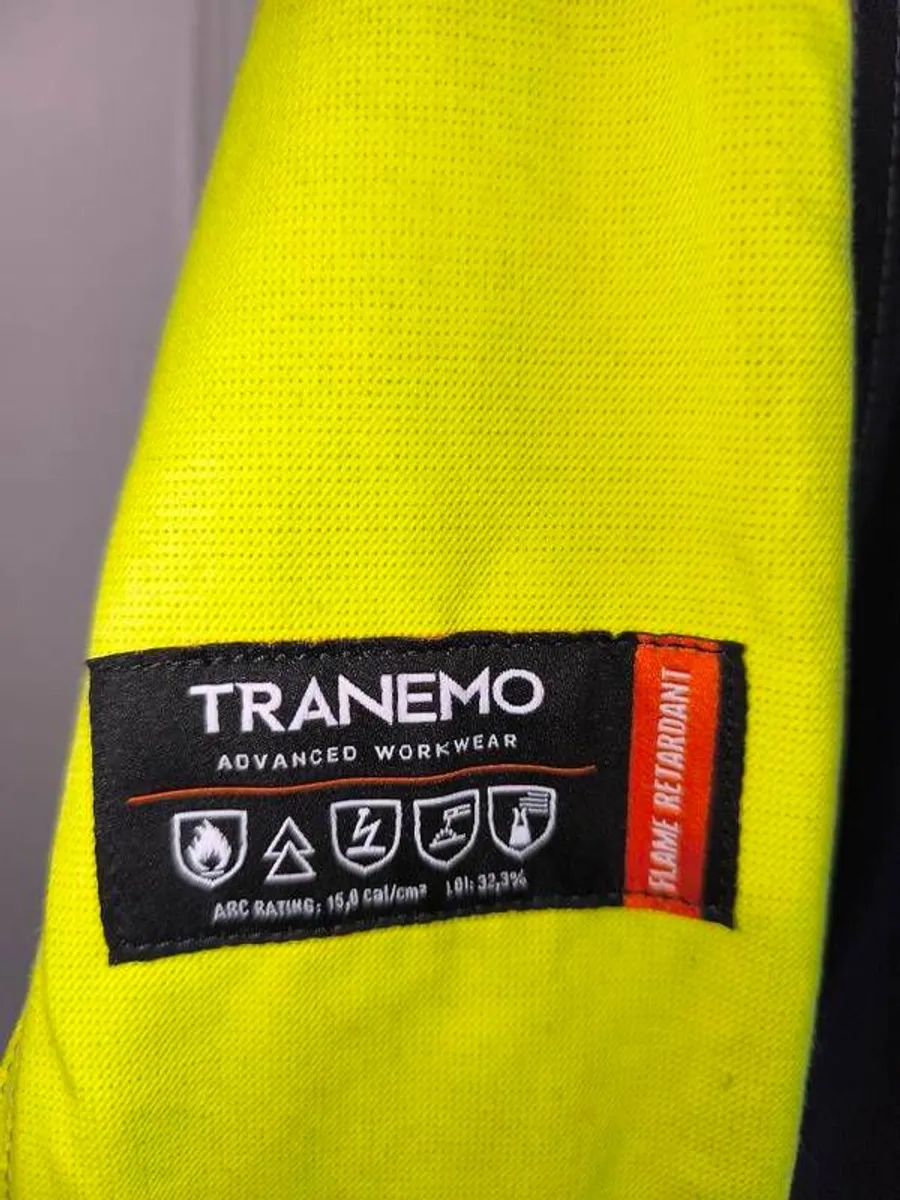 TRANEMO
ADVANCED WORKWEAR
ARC RATING: 15,0 cal/cm² LOI: 32,3%
FLAME RETARDANT